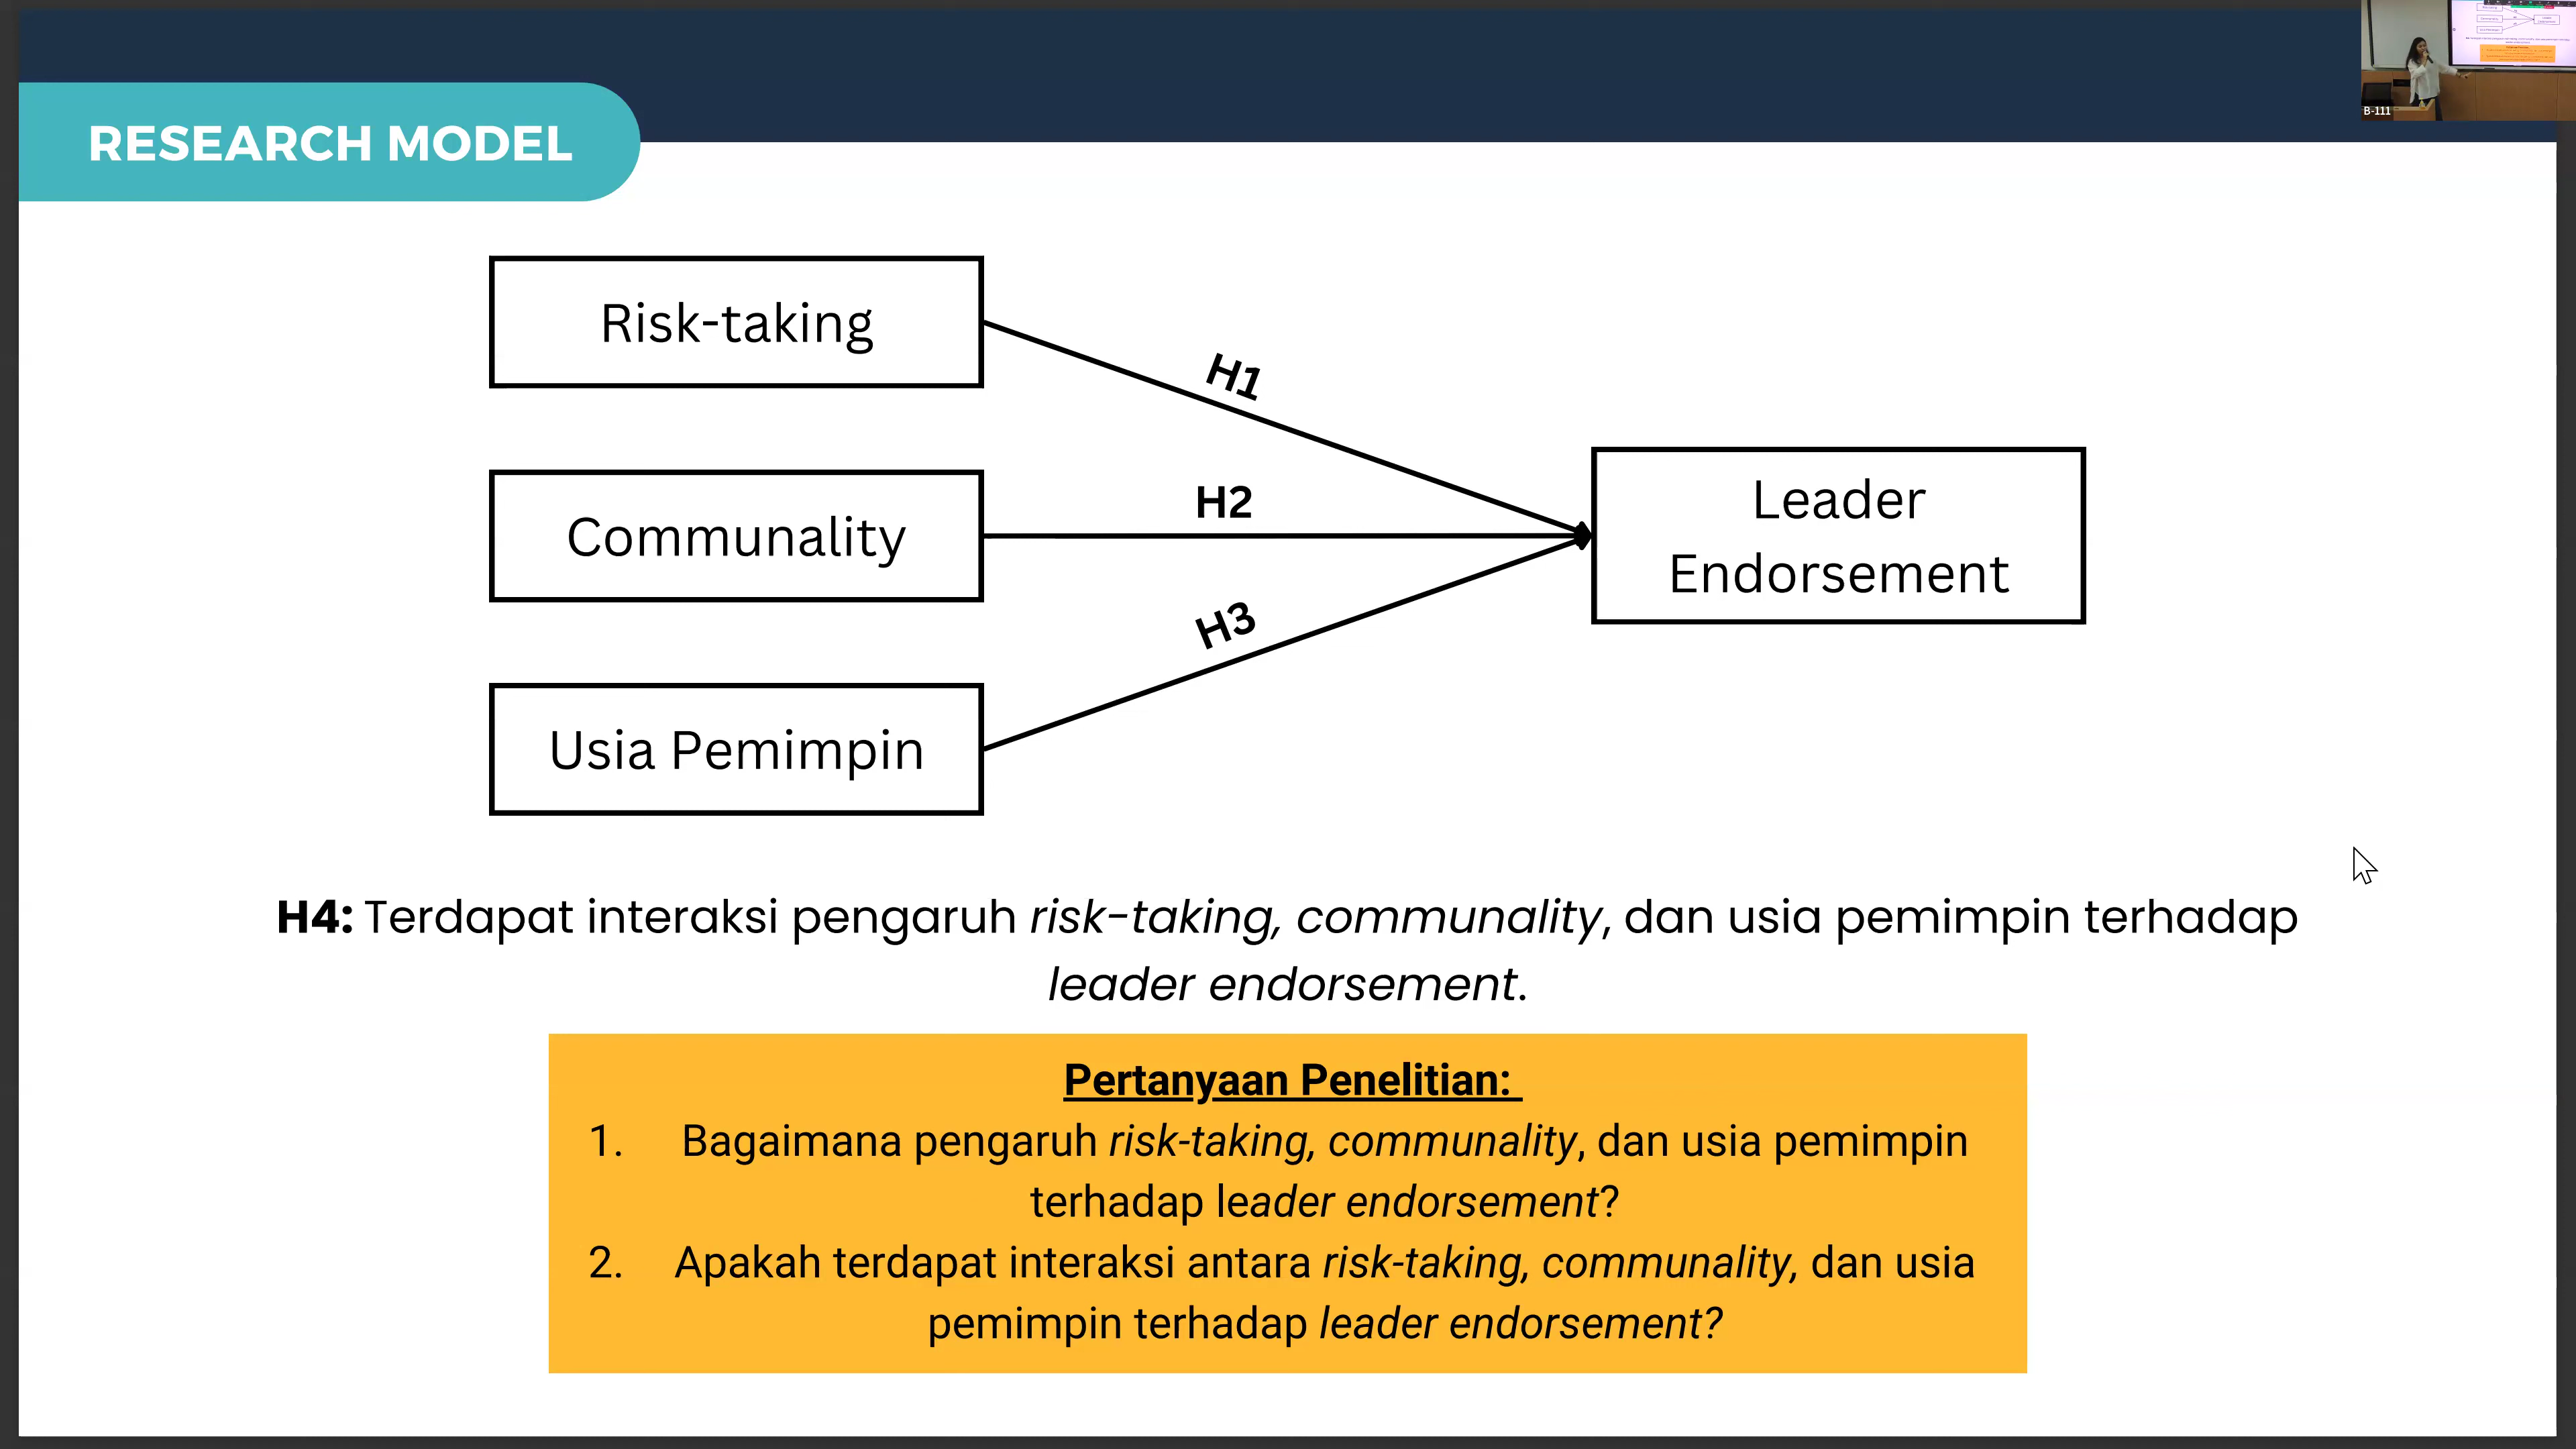 RESEARCH MODEL
B-111
Risk-taking
H1
Communality
H2
Leader
Endorsement
H3
Usia Pemimpin
H4: Terdapat interaksi pengaruh risk-taking, communality, dan usia pemimpin terhadap
leader endorsement.
Pertanyaan Penelitian:
1. Bagaimana pengaruh risk-taking, communality, dan usia pemimpin
terhadap leader endorsement?
2. Apakah terdapat interaksi antara risk-taking, communality, dan usia
pemimpin terhadap leader endorsement?